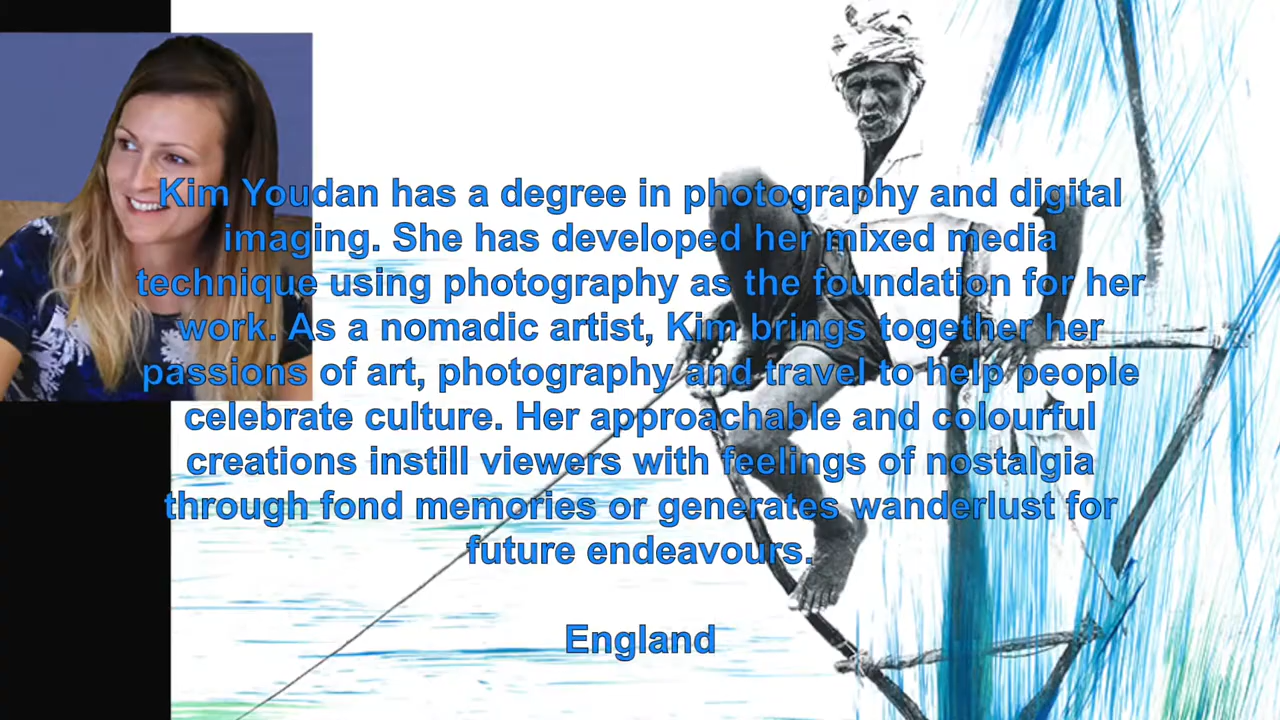 Kim Youdan has a degree in photography and digital
imaging. She has developed her mixed media
technique using photography as the foundation for her
work. As a nomadic artist, Kim brings together her
passions of art, photography and travel to help people
celebrate culture. Her approachable and colourful
creations instill viewers with feelings of nostalgia
through fond memories or generates wanderlust for
future endeavours.
England